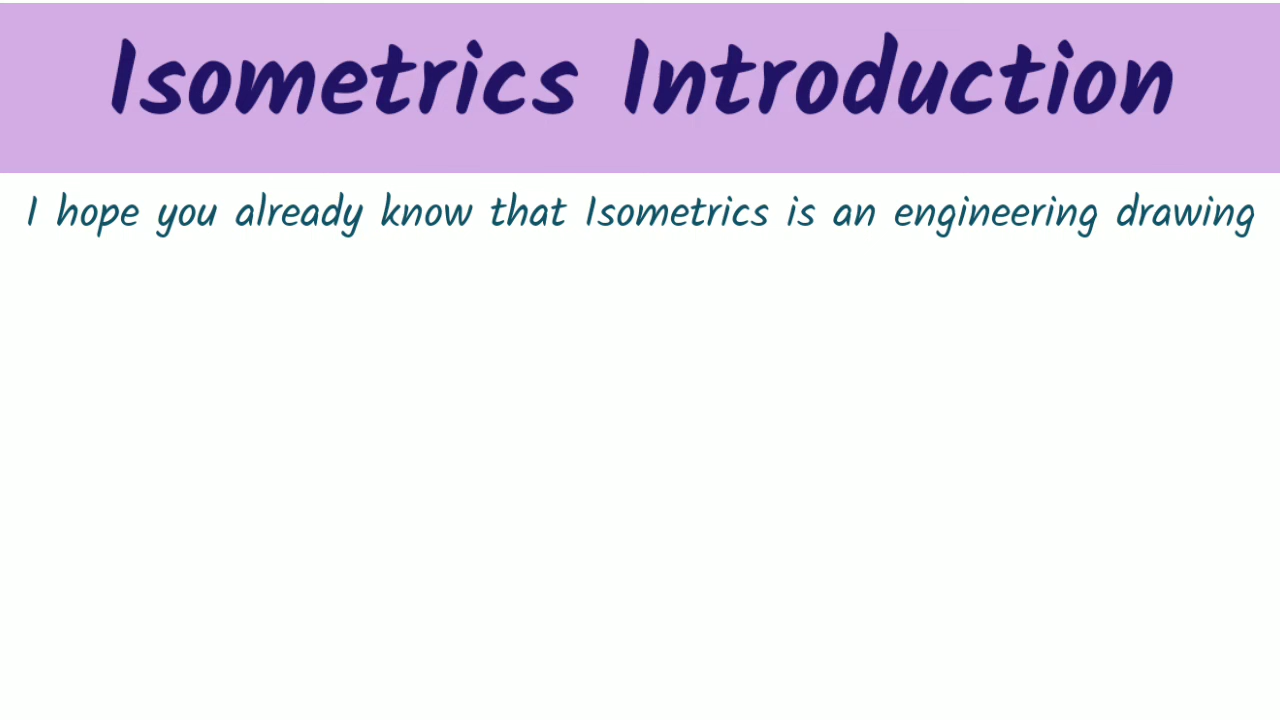 Isometrics Introduction
I hope you already know that Isometrics is an engineering drawing